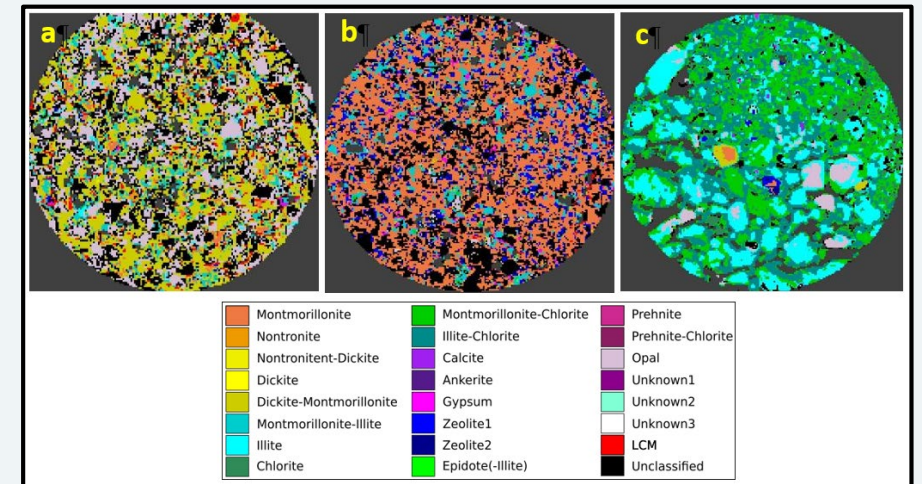 a¶ b¶ c¶
Montmorillonite Montmorillonite-Chlorite Prehnite
Nontronite Illite-Chlorite Prehnite-Chlorite
Nontronitent-Dickite Calcite Opal
Dickite Ankerite Unknown1
Dickite-Montmorillonite Gypsum Unknown2
Montmorillonite-Illite Zeolite1 Unknown3
Illite Zeolite2 LCM
Chlorite Epidote(-Illite) Unclassified